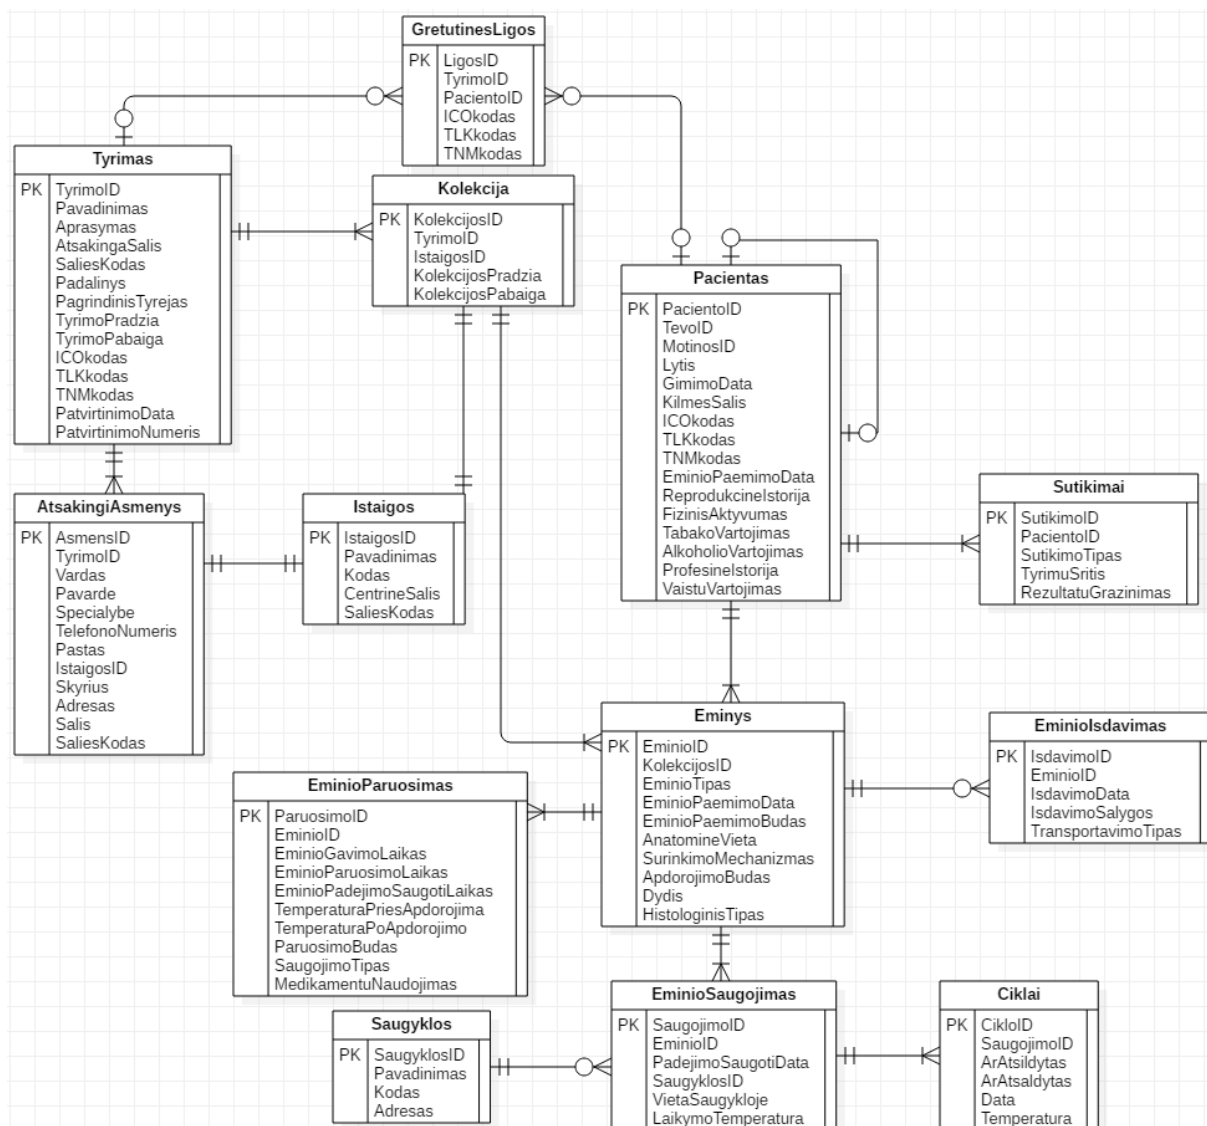 GretutinesLigos
PK LigosID
TyrimoID
PacientoID
ICOkodas
TLKkodas
TNMkodas
Tyrimas
PK TyrimoID
Pavadinimas
Aprasymas
AtsakingaSalis
SaliesKodas
Padalinys
PagrindinisTyrejas
TyrimoPradzia
TyrimoPabaiga
ICOkodas
TLKkodas
TNMkodas
PatvirtinimoData
PatvirtinimoNumeris
Kolekcija
PK KolekcijosID
TyrimoID
IstaigosID
KolekcijosPradzia
KolekcijosPabaiga
Pacientas
PK PacientoID
TevoID
MotinosID
Lytis
GimimoData
KilmesSalis
ICOkodas
TLKkodas
TNMkodas
EminioPaemimoData
ReprodukcineIstorija
FizinisAktyvumas
TabakoVartojimas
AlkoholioVartojimas
ProfesineIstorija
VaistuVartojimas
AtsakingiAsmenys
PK AsmensID
TyrimoID
Vardas
Pavarde
Specialybe
TelefonoNumeris
Pastas
IstaigosID
Skyrius
Adresas
Salis
SaliesKodas
Istaigos
PK IstaigosID
Pavadinimas
Kodas
CentrineSalis
SaliesKodas
Sutikimai
PK SutikimoID
PacientoID
SutikimoTipas
TyrimuSritis
RezultatuGrazinimas
Eminys
PK EminioID
KolekcijosID
EminioTipas
EminioPaemimoData
EminioPaemimoBudas
AnatomineVieta
SurinkimoMechanizmas
ApdorojimoBudas
Dydis
HistologinisTipas
EminioIsdavimas
PK IsdavimoID
EminioID
IsdavimoData
IsdavimoSalygos
TransportavimoTipas
EminioParuosimas
PK ParuosimoID
EminioID
EminioGavimoLaikas
EminioParuosimoLaikas
EminioPadejimoSaugotiLaikas
TemperaturaPriesApdorojima
TemperaturaPoApdorojimo
ParuosimoBudas
SaugojimoTipas
MedikamentuNaudojimas
EminioSaugojimas
PK SaugojimoID
EminioID
PadejimoSaugotiData
SaugyklosID
VietaSaugykloje
LaikymoTemperatura
Ciklai
PK CikloID
SaugojimoID
ArAtsildytas
ArAtsaldytas
Data
Temperatura
Saugyklos
PK SaugyklosID
Pavadinimas
Kodas
Adresas